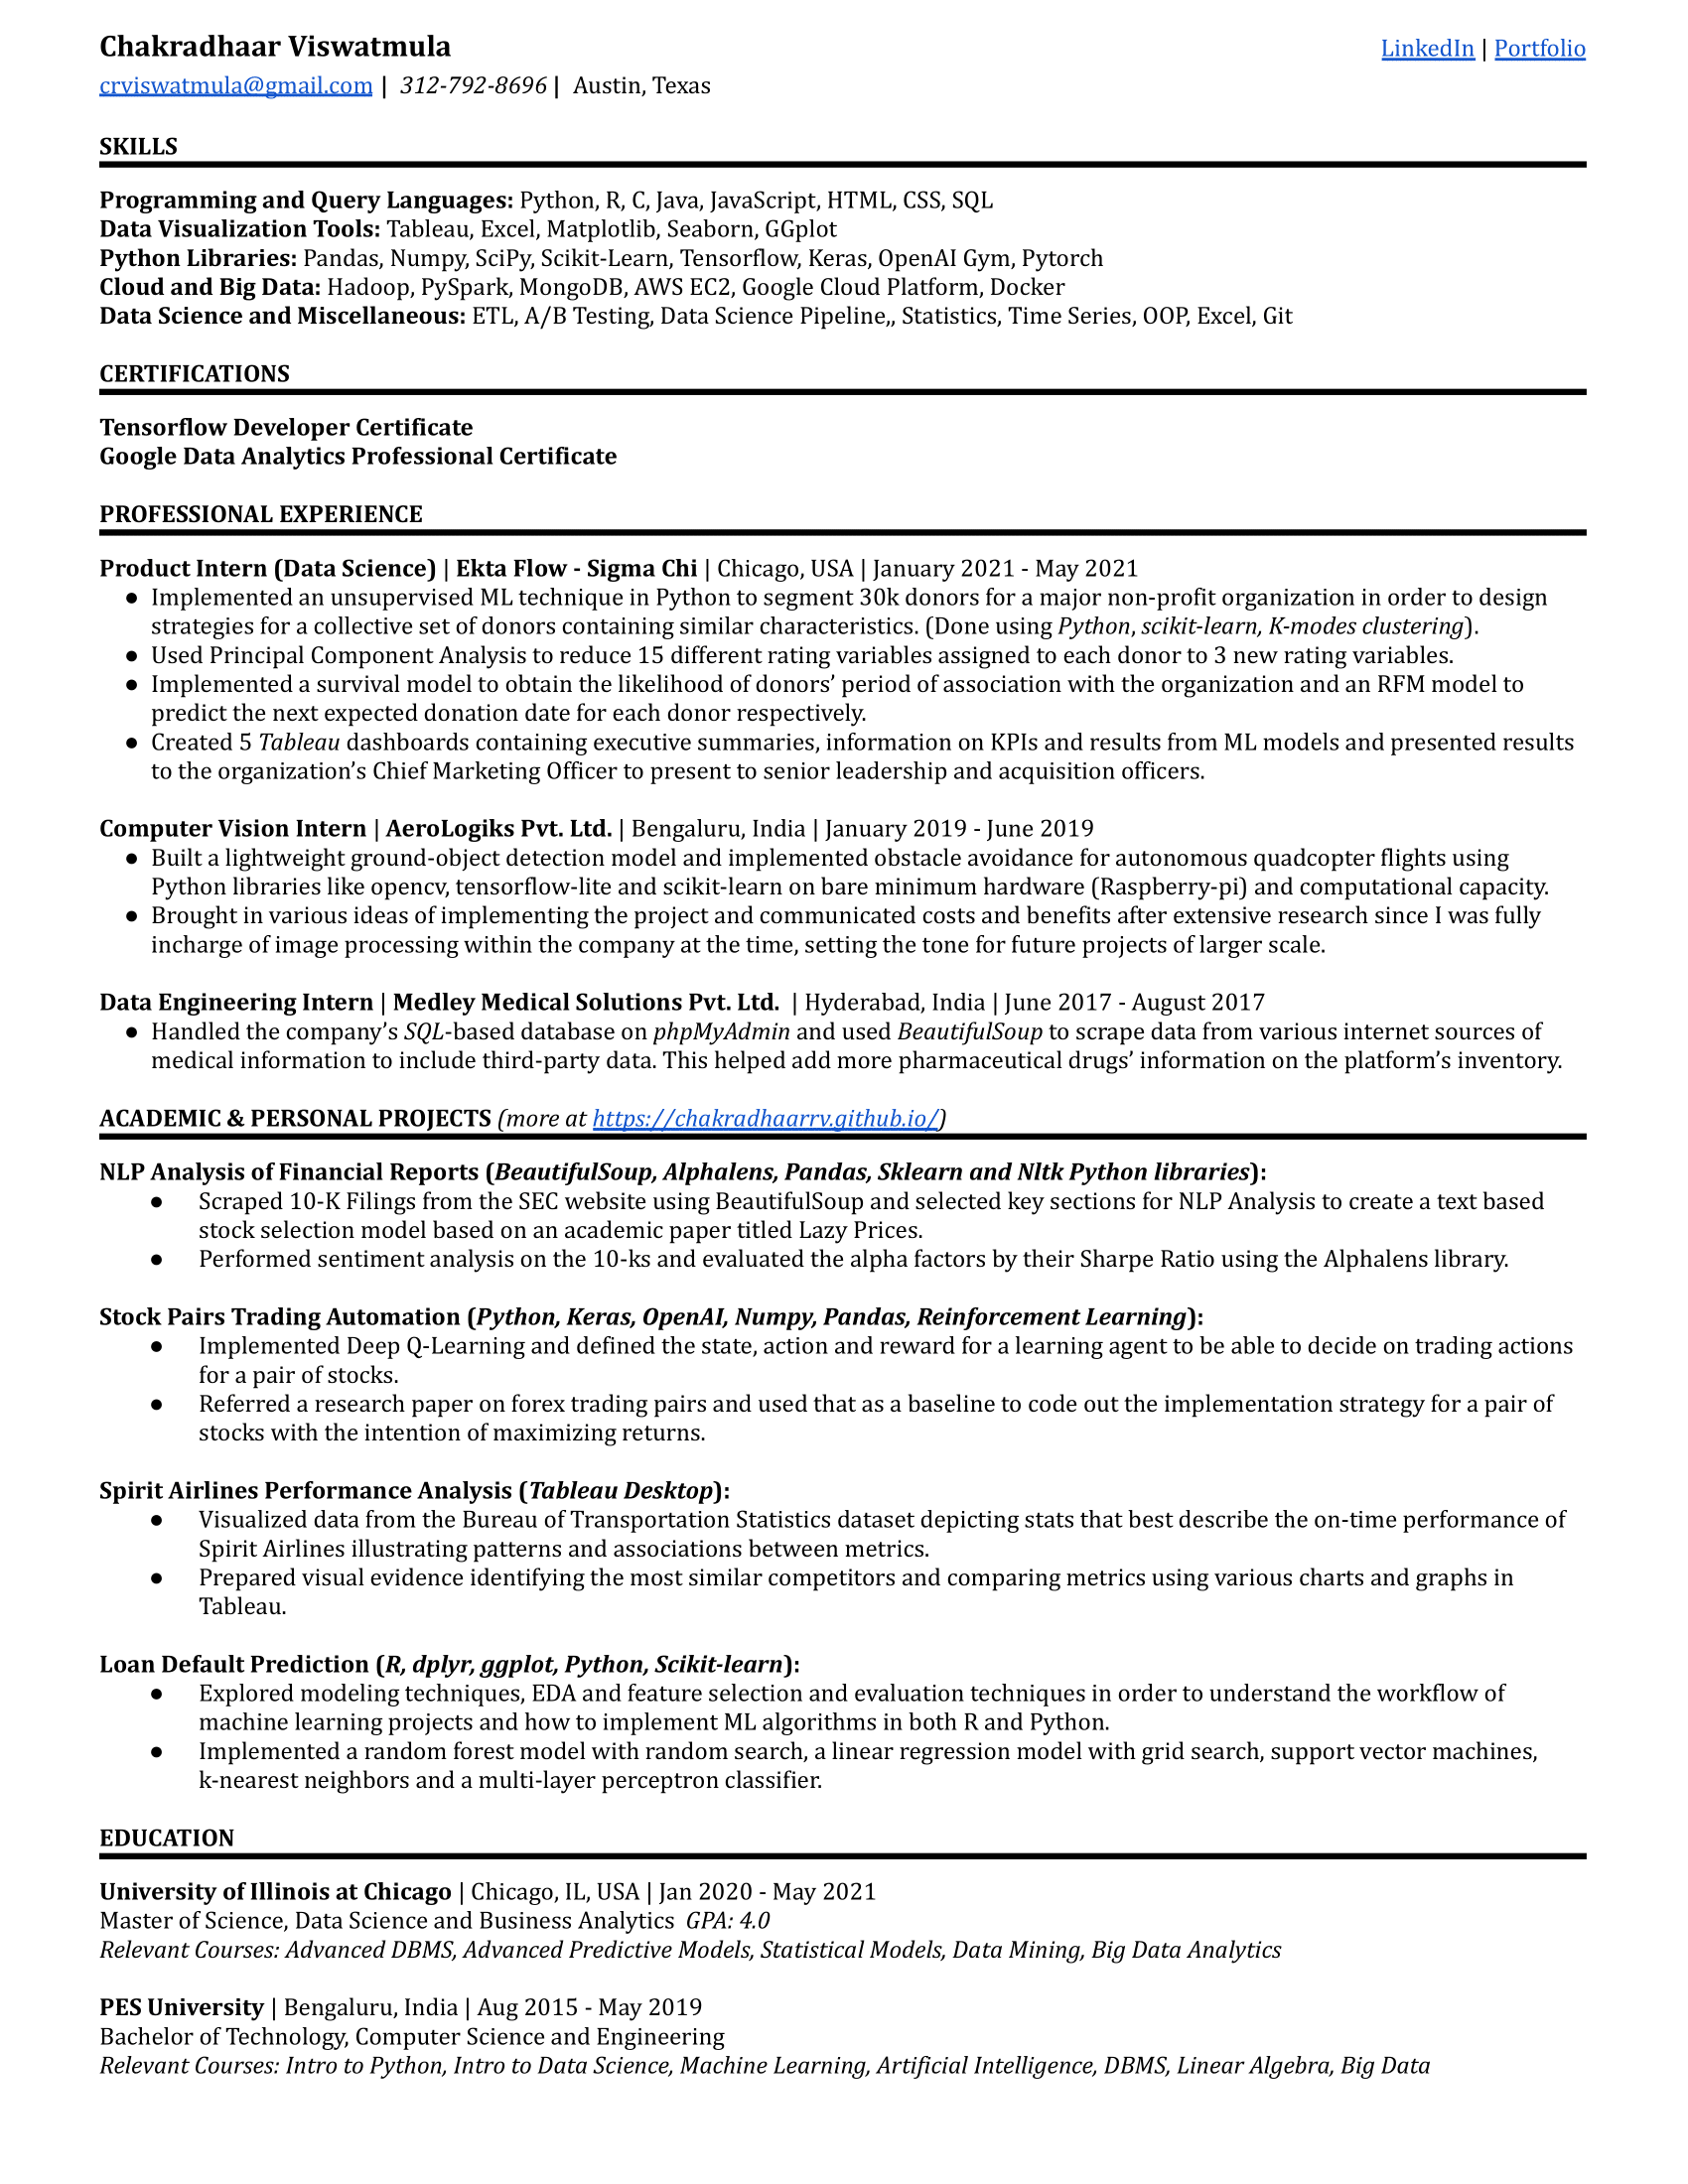 Chakradhaar Viswatmula LinkedIn | Portfolio
crviswatmula@gmail.com | 312-792-8696 | Austin, Texas
SKILLS
Programming and Query Languages: Python, R, C, Java, JavaScript, HTML, CSS, SQL
Data Visualization Tools: Tableau, Excel, Matplotlib, Seaborn, GGplot
Python Libraries: Pandas, Numpy, SciPy, Scikit-Learn, Tensorflow, Keras, OpenAI Gym, Pytorch
Cloud and Big Data: Hadoop, PySpark, MongoDB, AWS EC2, Google Cloud Platform, Docker
Data Science and Miscellaneous: ETL, A/B Testing, Data Science Pipeline,, Statistics, Time Series, OOP, Excel, Git
CERTIFICATIONS
Tensorflow Developer Certificate
Google Data Analytics Professional Certificate
PROFESSIONAL EXPERIENCE
Product Intern (Data Science) | Ekta Flow - Sigma Chi | Chicago, USA | January 2021 - May 2021
● Implemented an unsupervised ML technique in Python to segment 30k donors for a major non-profit organization in order to design
strategies for a collective set of donors containing similar characteristics. (Done using Python, scikit-learn, K-modes clustering).
● Used Principal Component Analysis to reduce 15 different rating variables assigned to each donor to 3 new rating variables.
● Implemented a survival model to obtain the likelihood of donors’ period of association with the organization and an RFM model to
predict the next expected donation date for each donor respectively.
● Created 5 Tableau dashboards containing executive summaries, information on KPIs and results from ML models and presented results
to the organization’s Chief Marketing Officer to present to senior leadership and acquisition officers.
Computer Vision Intern | AeroLogiks Pvt. Ltd. | Bengaluru, India | January 2019 - June 2019
● Built a lightweight ground-object detection model and implemented obstacle avoidance for autonomous quadcopter flights using
Python libraries like opencv, tensorflow-lite and scikit-learn on bare minimum hardware (Raspberry-pi) and computational capacity.
● Brought in various ideas of implementing the project and communicated costs and benefits after extensive research since I was fully
incharge of image processing within the company at the time, setting the tone for future projects of larger scale.
Data Engineering Intern | Medley Medical Solutions Pvt. Ltd. | Hyderabad, India | June 2017 - August 2017
● Handled the company’s SQL-based database on phpMyAdmin and used BeautifulSoup to scrape data from various internet sources of
medical information to include third-party data. This helped add more pharmaceutical drugs’ information on the platform’s inventory.
ACADEMIC & PERSONAL PROJECTS (more at https://chakradhaarrv.github.io/)
NLP Analysis of Financial Reports (BeautifulSoup, Alphalens, Pandas, Sklearn and Nltk Python libraries):
● Scraped 10-K Filings from the SEC website using BeautifulSoup and selected key sections for NLP Analysis to create a text based
stock selection model based on an academic paper titled Lazy Prices.
● Performed sentiment analysis on the 10-ks and evaluated the alpha factors by their Sharpe Ratio using the Alphalens library.
Stock Pairs Trading Automation (Python, Keras, OpenAI, Numpy, Pandas, Reinforcement Learning):
● Implemented Deep Q-Learning and defined the state, action and reward for a learning agent to be able to decide on trading actions
for a pair of stocks.
● Referred a research paper on forex trading pairs and used that as a baseline to code out the implementation strategy for a pair of
stocks with the intention of maximizing returns.
Spirit Airlines Performance Analysis (Tableau Desktop):
● Visualized data from the Bureau of Transportation Statistics dataset depicting stats that best describe the on-time performance of
Spirit Airlines illustrating patterns and associations between metrics.
● Prepared visual evidence identifying the most similar competitors and comparing metrics using various charts and graphs in
Tableau.
Loan Default Prediction (R, dplyr, ggplot, Python, Scikit-learn):
● Explored modeling techniques, EDA and feature selection and evaluation techniques in order to understand the workflow of
machine learning projects and how to implement ML algorithms in both R and Python.
● Implemented a random forest model with random search, a linear regression model with grid search, support vector machines,
k-nearest neighbors and a multi-layer perceptron classifier.
EDUCATION
University of Illinois at Chicago | Chicago, IL, USA | Jan 2020 - May 2021
Master of Science, Data Science and Business Analytics GPA: 4.0
Relevant Courses: Advanced DBMS, Advanced Predictive Models, Statistical Models, Data Mining, Big Data Analytics
PES University | Bengaluru, India | Aug 2015 - May 2019
Bachelor of Technology, Computer Science and Engineering
Relevant Courses: Intro to Python, Intro to Data Science, Machine Learning, Artificial Intelligence, DBMS, Linear Algebra, Big Data